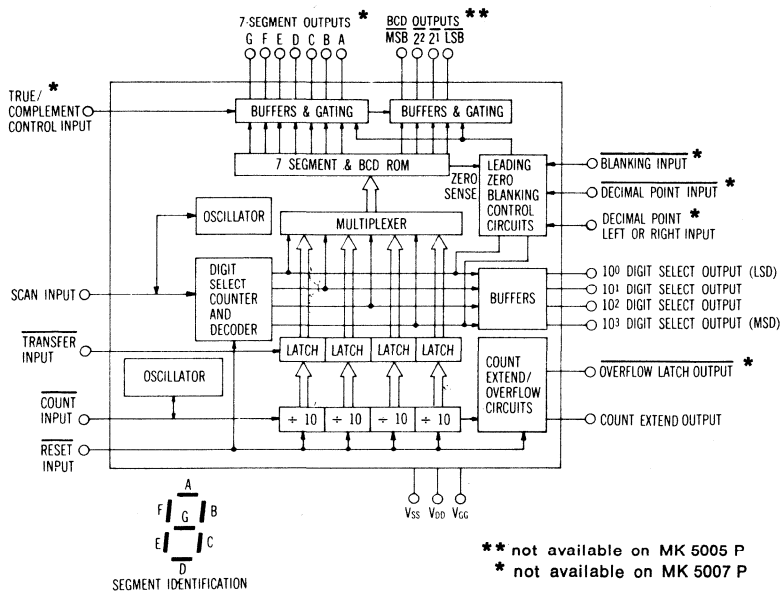 7-SEGMENT OUTPUTS *
G F E D C B A
BCD OUTPUTS **
MSB 2² 2¹ LSB
TRUE/ *
COMPLEMENT
CONTROL INPUT
BUFFERS & GATING
BUFFERS & GATING
7 SEGMENT & BCD ROM
ZERO
SENSE
LEADING
ZERO
BLANKING
CONTROL
CIRCUITS
BLANKING INPUT *
DECIMAL POINT INPUT *
DECIMAL POINT *
LEFT OR RIGHT INPUT
OSCILLATOR
MULTIPLEXER
SCAN INPUT
DIGIT
SELECT
COUNTER
AND
DECODER
BUFFERS
10⁰ DIGIT SELECT OUTPUT (LSD)
10¹ DIGIT SELECT OUTPUT
10² DIGIT SELECT OUTPUT
10³ DIGIT SELECT OUTPUT (MSD)
TRANSFER
INPUT
LATCH LATCH LATCH LATCH
OSCILLATOR
COUNT
EXTEND/
OVERFLOW
CIRCUITS
OVERFLOW LATCH OUTPUT *
COUNT
INPUT
÷ 10 ÷ 10 ÷ 10 ÷ 10
COUNT EXTEND OUTPUT
RESET
INPUT
VSS VDD VGG
A
F G B
E C
D
SEGMENT IDENTIFICATION
** not available on MK 5005 P
* not available on MK 5007 P